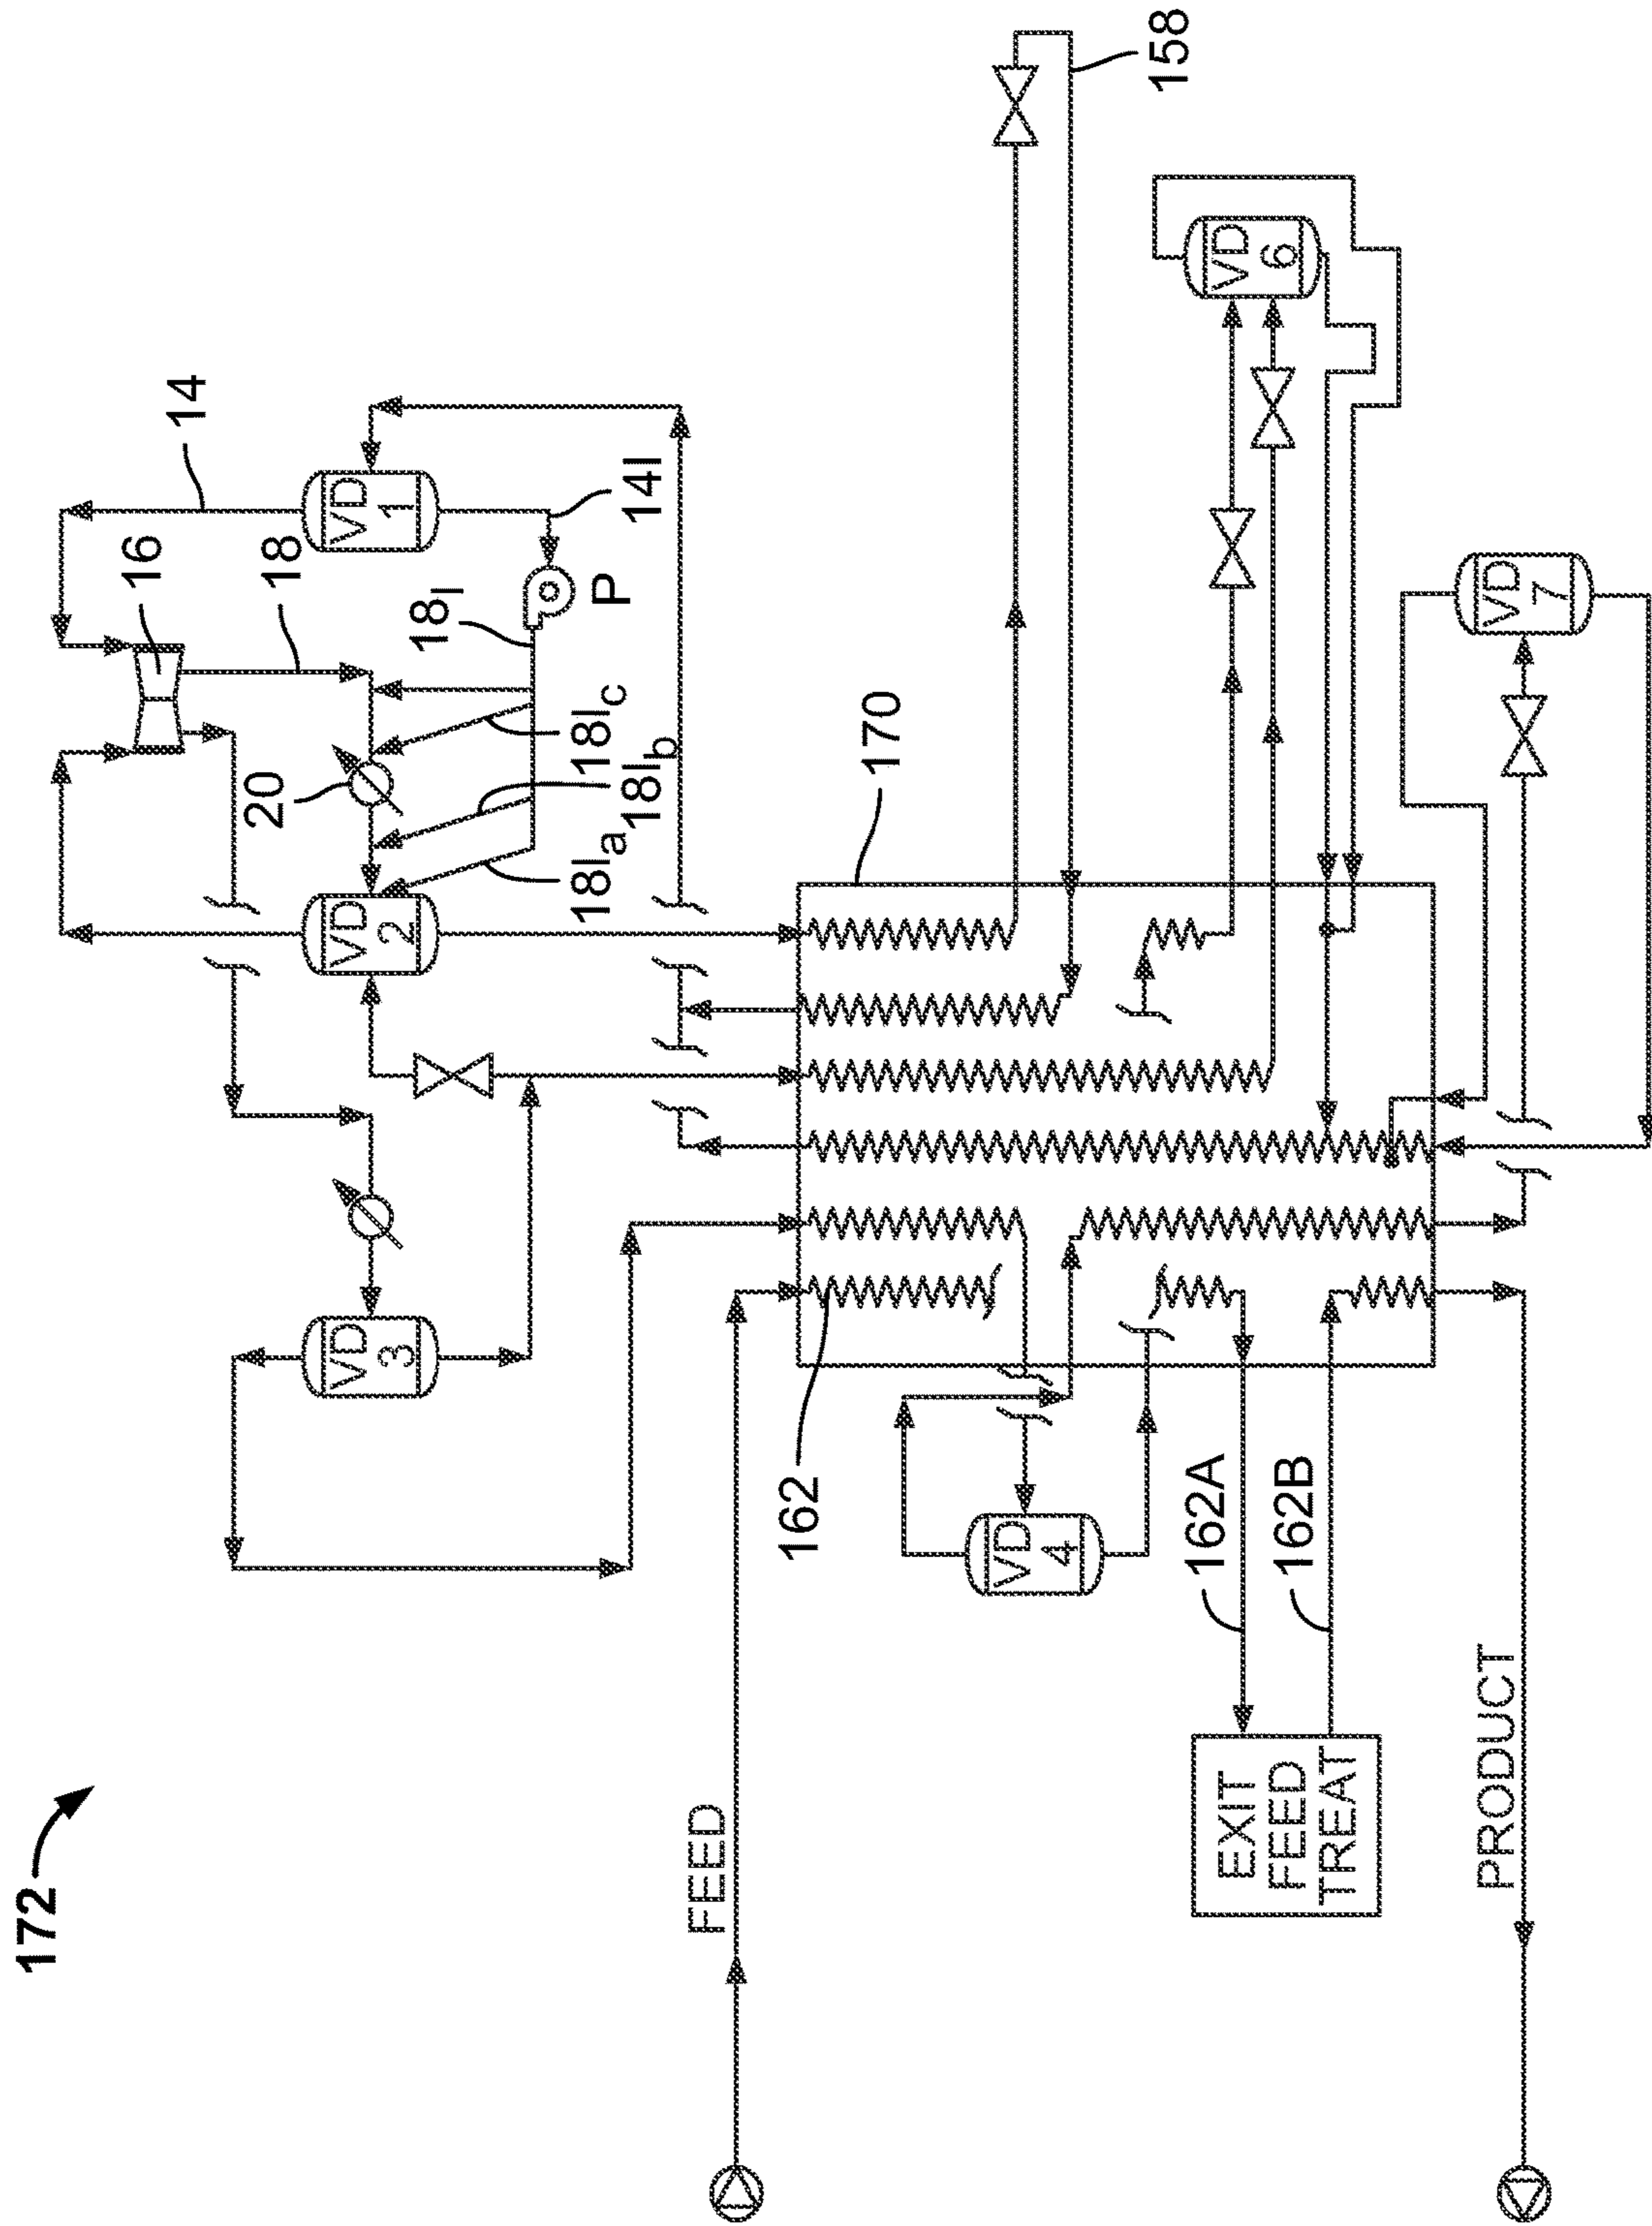 172
14
16
18
VD
1
14l
P
18l
18lc
18lb
18la
20
VD
2
VD
3
158
170
VD
6
VD
7
162
VD
4
162A
162B
FEED
EXIT
FEED
TREAT
PRODUCT